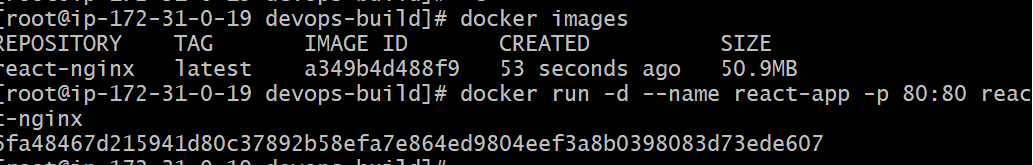 [root@ip-172-31-0-19 devops-build]# docker images
REPOSITORY TAG IMAGE ID CREATED SIZE
react-nginx latest a349b4d488f9 53 seconds ago 50.9MB
[root@ip-172-31-0-19 devops-build]# docker run -d --name react-app -p 80:80 reac
t-nginx
6fa48467d215941d80c37892b58efa7e864ed9804eef3a8b0398083d73ede607